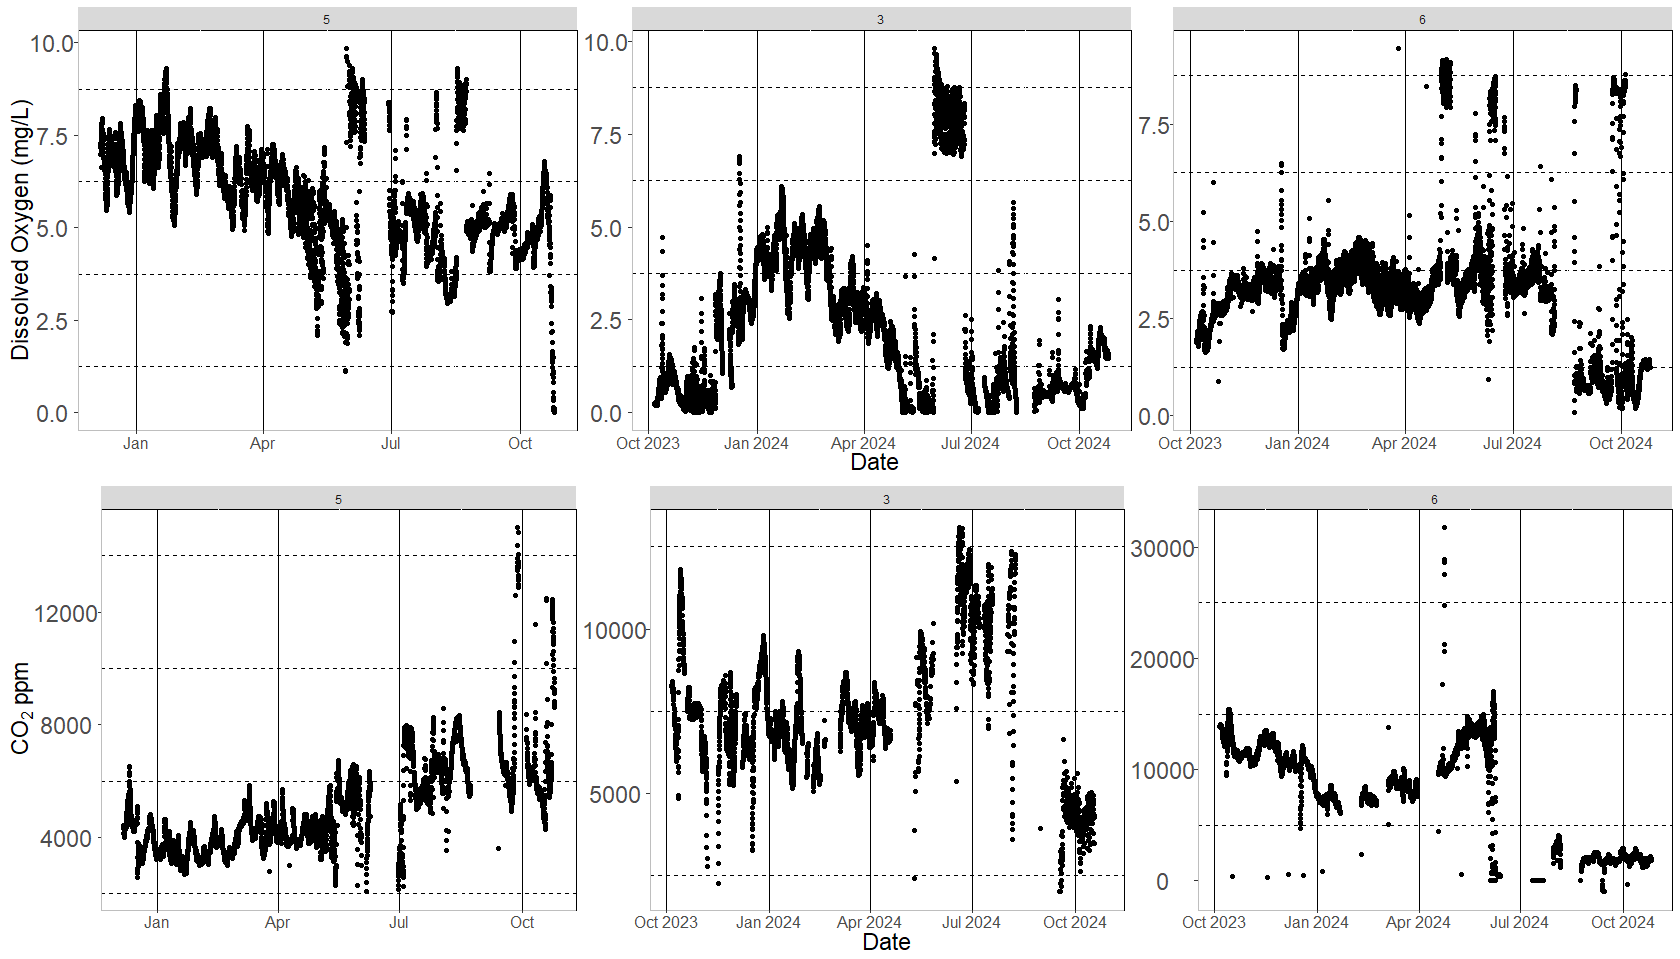 5 3 6
Dissolved Oxygen (mg/L)
10.0
7.5
5.0
2.5
0.0
Jan Apr Jul Oct
10.0
7.5
5.0
2.5
0.0
Oct 2023 Jan 2024 Apr 2024 Jul 2024 Oct 2024
7.5
5.0
2.5
0.0
Oct 2023 Jan 2024 Apr 2024 Jul 2024 Oct 2024
Date
5 3 6
CO2 ppm
12000
8000
4000
Jan Apr Jul Oct
10000
5000
Oct 2023 Jan 2024 Apr 2024 Jul 2024 Oct 2024
30000
20000
10000
0
Oct 2023 Jan 2024 Apr 2024 Jul 2024 Oct 2024
Date